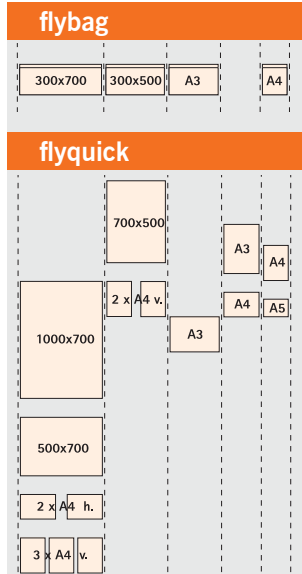 flybag
300x700 300x500 A3 A4
flyquick
700x500
A3
A4
2 x A4 v.
A4
A5
A3
1000x700
500x700
2 x A4 h.
3 x A4 v.